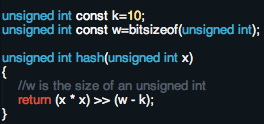 unsigned int const k=10;
unsigned int const w=bitsizeof(unsigned int);
unsigned int hash(unsigned int x)
{
//w is the size of an unsigned int
return (x * x) >> (w - k);
}